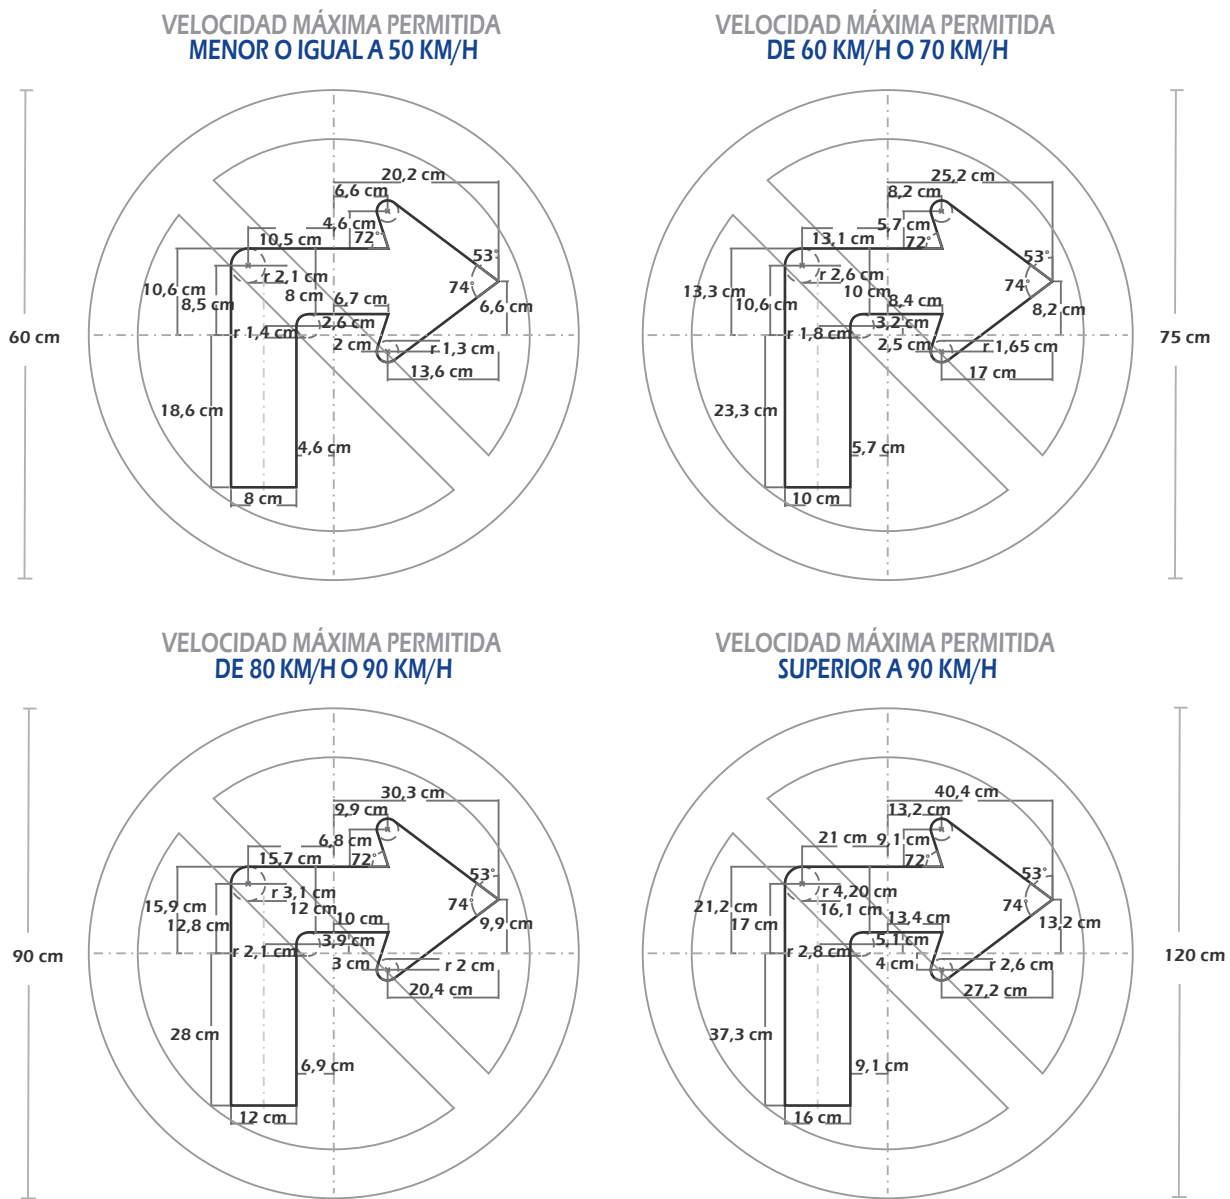 VELOCIDAD MÁXIMA PERMITIDA
MENOR O IGUAL A 50 KM/H
60 cm
20,2 cm
6,6 cm
4,6 cm
10,5 cm
72°
53°
r 2,1 cm
10,6 cm
8,5 cm
8 cm
74°
6,7 cm
6,6 cm
2,6 cm
r 1,4 cm
2 cm
r 1,3 cm
13,6 cm
18,6 cm
4,6 cm
8 cm
VELOCIDAD MÁXIMA PERMITIDA
DE 60 KM/H O 70 KM/H
25,2 cm
8,2 cm
5,7 cm
13,1 cm
72°
53°
r 2,6 cm
13,3 cm
10,6 cm
10 cm
74°
8,4 cm
8,2 cm
3,2 cm
r 1,8 cm
2,5 cm
r 1,65 cm
17 cm
23,3 cm
5,7 cm
10 cm
75 cm
VELOCIDAD MÁXIMA PERMITIDA
DE 80 KM/H O 90 KM/H
90 cm
30,3 cm
9,9 cm
6,8 cm
15,7 cm
72°
53°
r 3,1 cm
15,9 cm
12,8 cm
12 cm
74°
10 cm
9,9 cm
3,9 cm
r 2,1 cm
3 cm
r 2 cm
20,4 cm
28 cm
6,9 cm
12 cm
VELOCIDAD MÁXIMA PERMITIDA
SUPERIOR A 90 KM/H
40,4 cm
13,2 cm
21 cm
9,1 cm
72°
53°
r 4,20 cm
21,2 cm
17 cm
16,1 cm
74°
13,4 cm
13,2 cm
5,1 cm
r 2,8 cm
4 cm
r 2,6 cm
27,2 cm
37,3 cm
9,1 cm
16 cm
120 cm